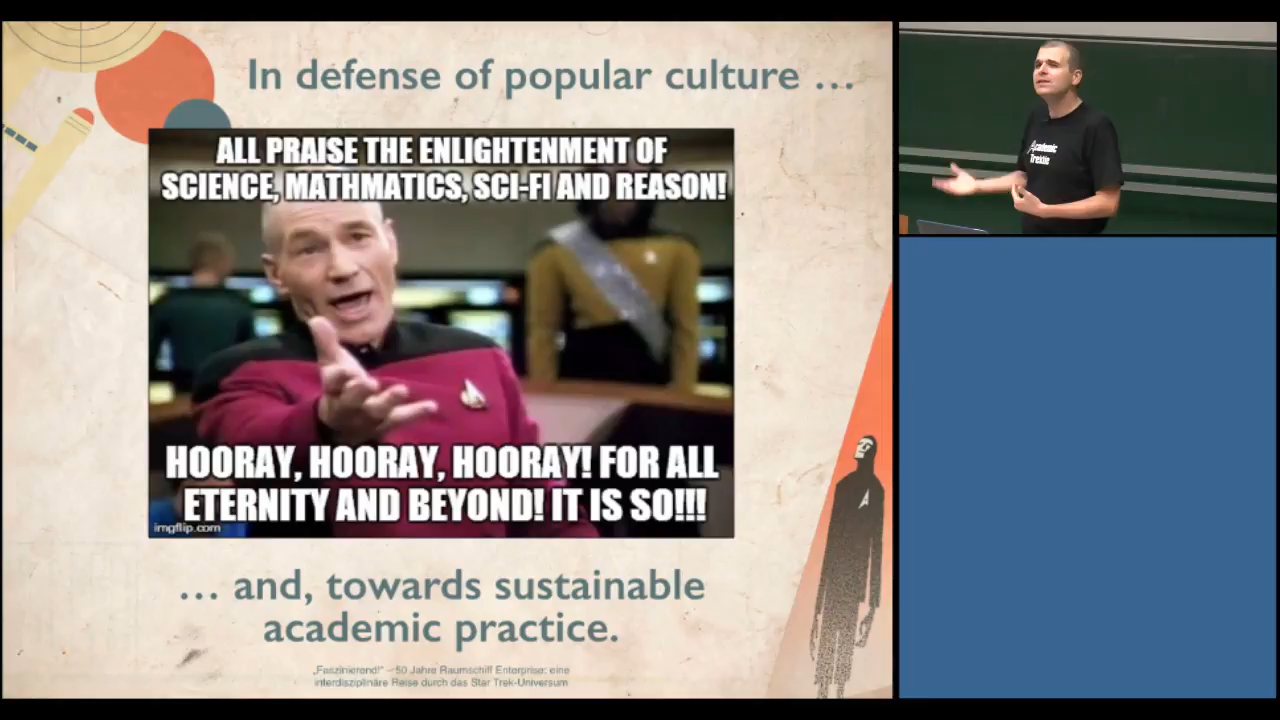 In defense of popular culture …
ALL PRAISE THE ENLIGHTENMENT OF
SCIENCE, MATHMATICS, SCI-FI AND REASON!
HOORAY, HOORAY, HOORAY! FOR ALL
ETERNITY AND BEYOND! IT IS SO!!!
imgflip.com
… and, towards sustainable
academic practice.
„Faszinierend!“ – 50 Jahre Raumschiff Enterprise: eine
interdisziplinäre Reise durch das Star Trek-Universum
Academic
Trekkie